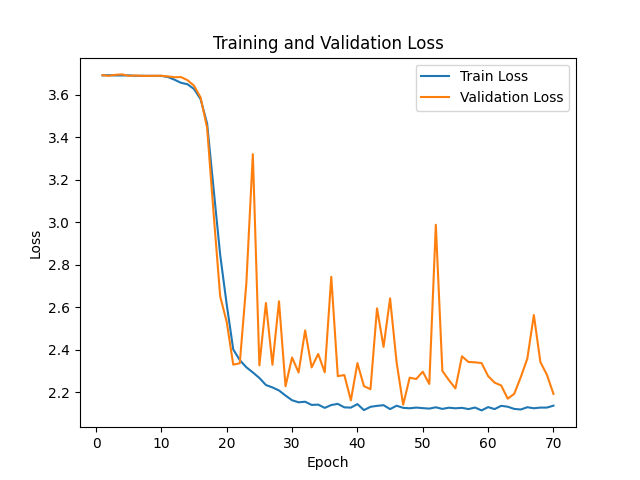 Training and Validation Loss
Train Loss
Validation Loss
3.6
3.4
3.2
3.0
2.8
2.6
2.4
2.2
Loss
0 10 20 30 40 50 60 70
Epoch